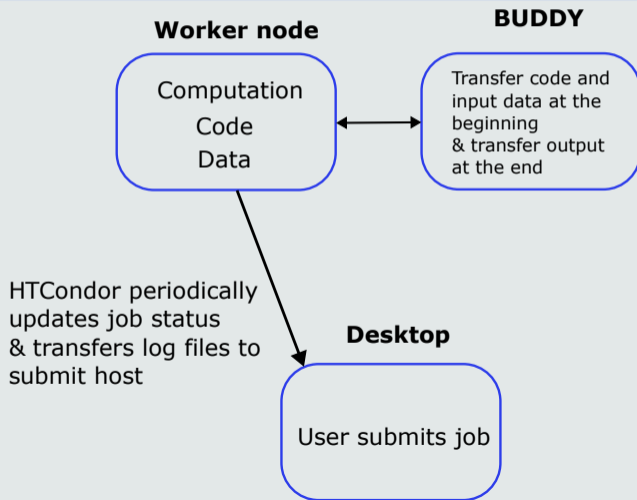 Worker node
BUDDY
Computation
Code
Data
Transfer code and
input data at the
beginning
& transfer output
at the end
HTCondor periodically
updates job status
& transfers log files to
submit host
Desktop
User submits job